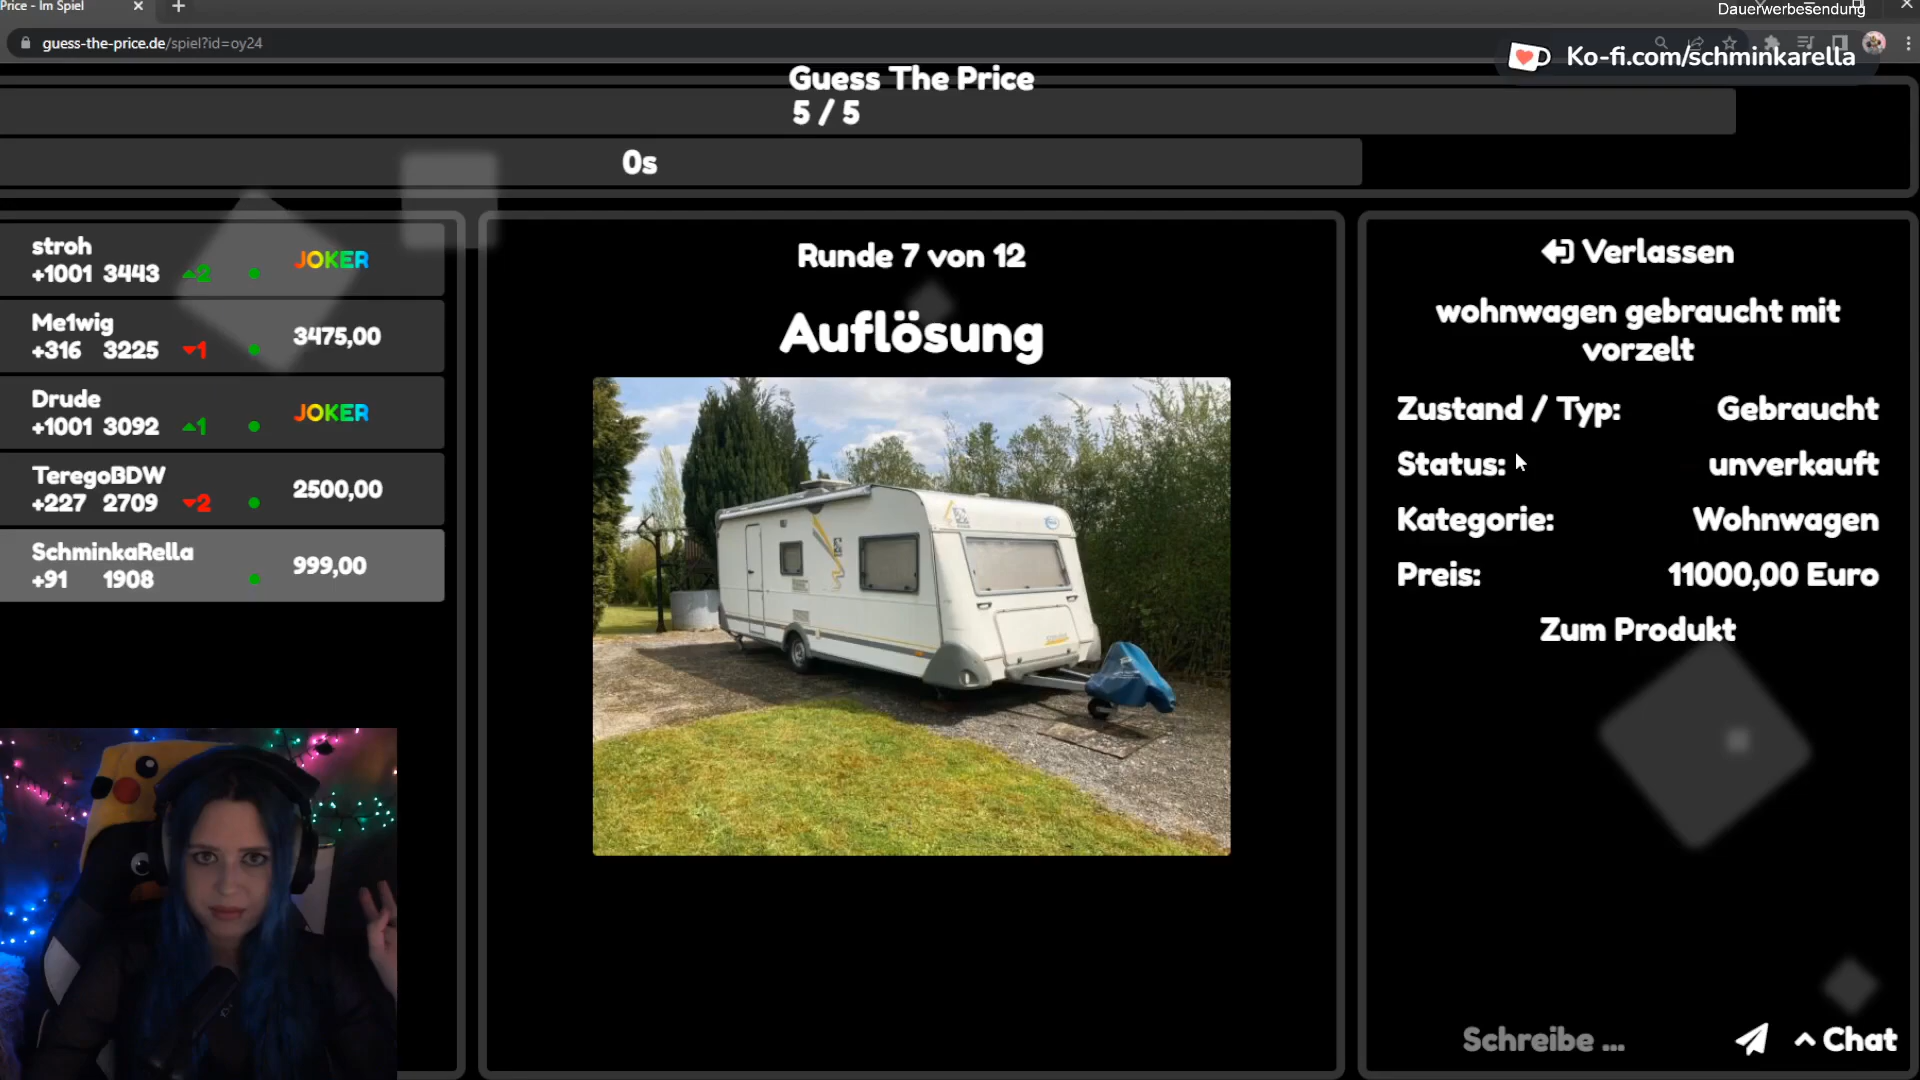 Price - Im Spiel
Dauerwerbesendung
guess-the-price.de/spiel?id=oy24
Ko-fi.com/schminkarella
Guess The Price
5 / 5
0s
stroh
+1001 3443 2
JOKER
Me1wig
+316 3225 1
3475,00
Drude
+1001 3092 1
JOKER
TeregoBDW
+227 2709 2
2500,00
SchminkaRella
+91 1908
999,00
Runde 7 von 12
Auflösung
Verlassen
wohnwagen gebraucht mit
vorzelt
Zustand / Typ: Gebraucht
Status: unverkauft
Kategorie: Wohnwagen
Preis: 11000,00 Euro
Zum Produkt
Schreibe ...
Chat